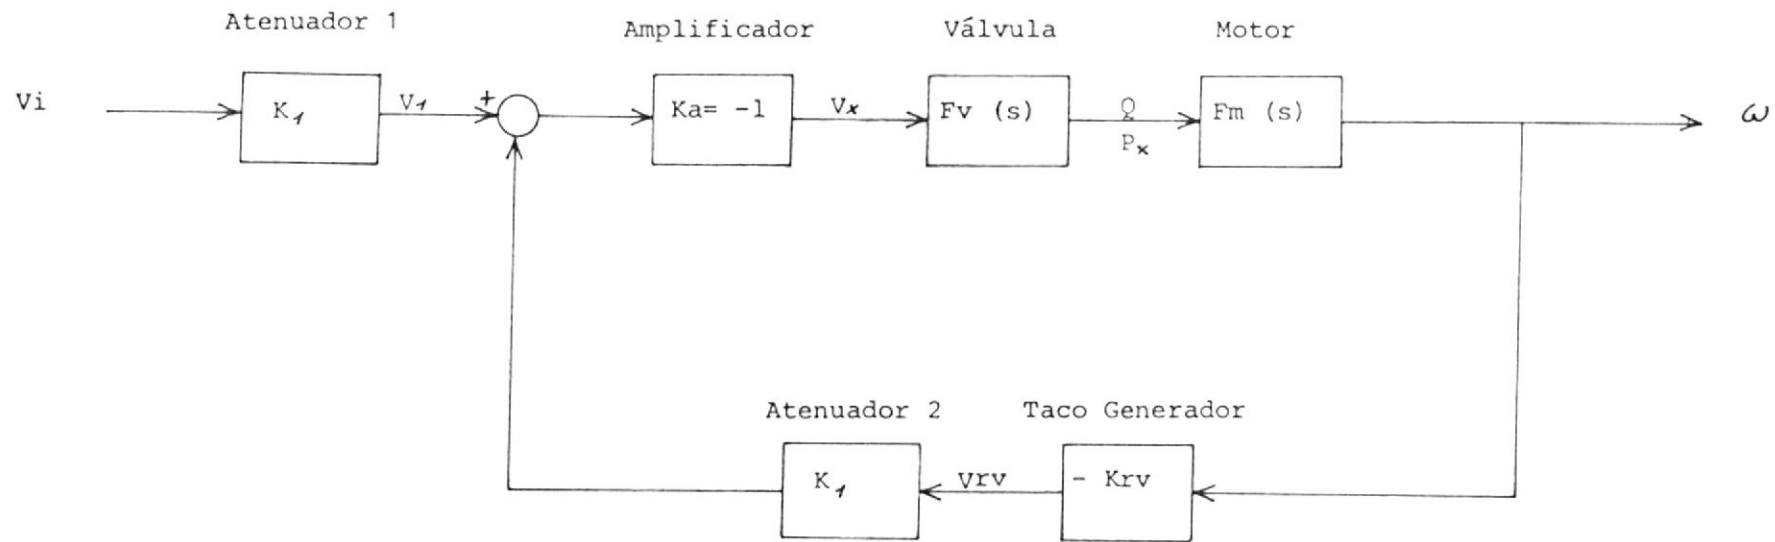 Atenuador 1
Amplificador
Válvula
Motor
Vi
K1
V1
+
Ka= -1
Vx
Fv (s)
Q
Px
Fm (s)
ω
Atenuador 2
Taco Generador
K1
Vrv
- Krv